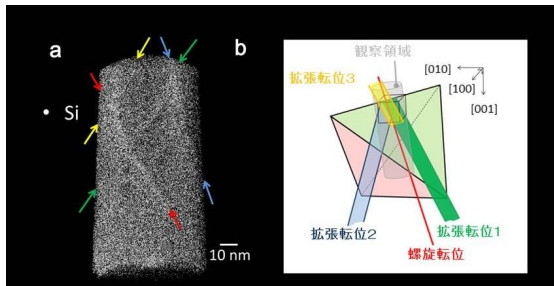 a
• Si
10 nm
b
観察領域
拡張転位3
[010]
[100]
[001]
拡張転位2
拡張転位1
螺旋転位